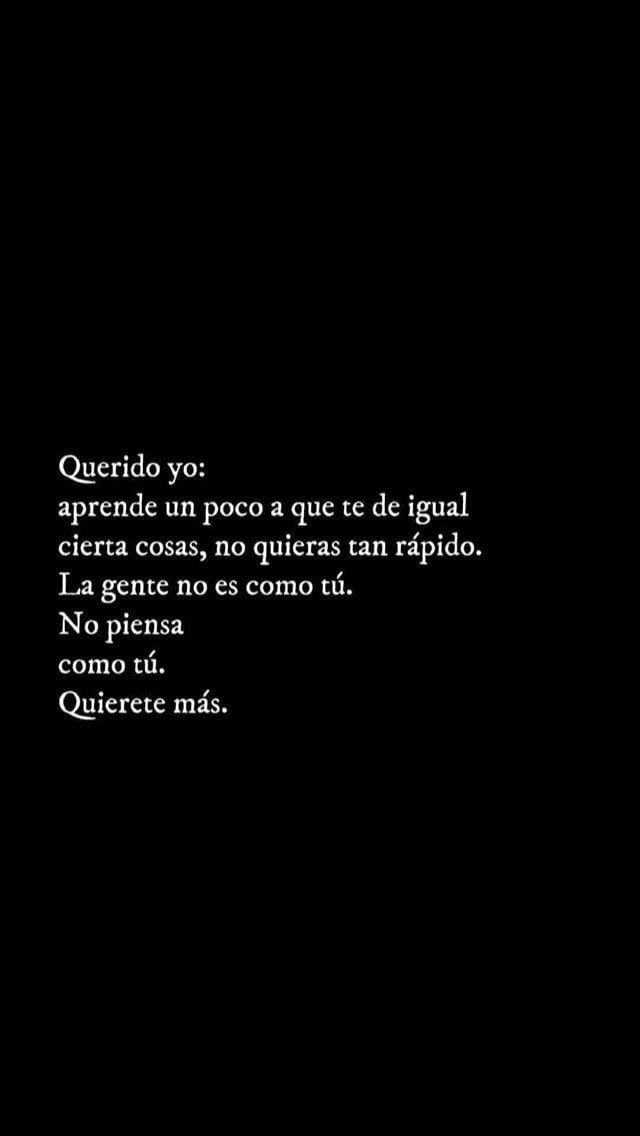 Querido yo:
aprende un poco a que te de igual
cierta cosas, no quieras tan rápido.
La gente no es como tú.
No piensa
como tú.
Quierete más.